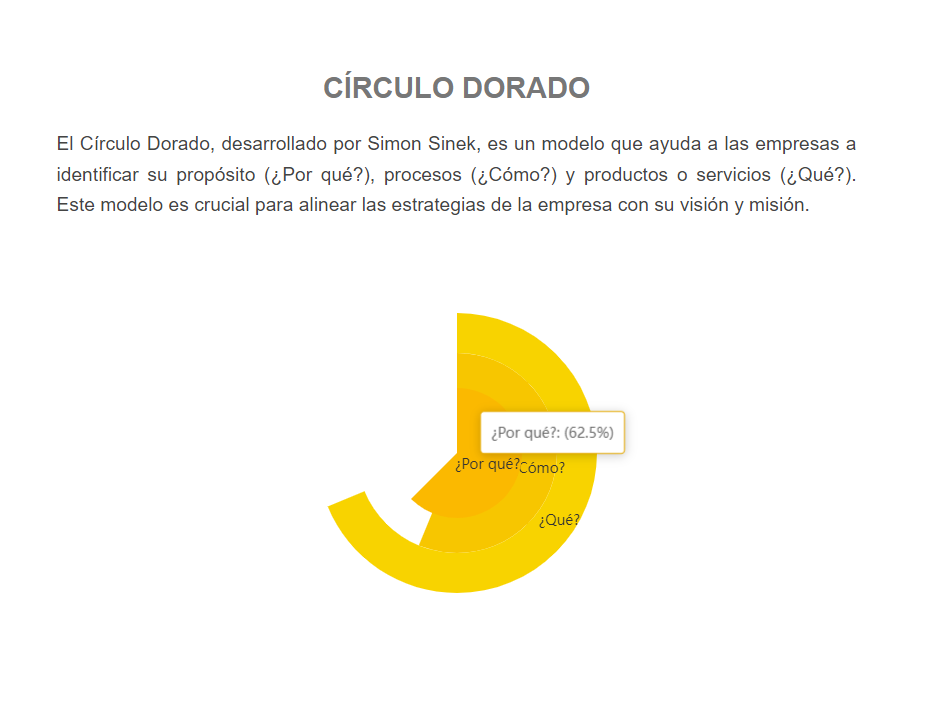 CÍRCULO DORADO
El Círculo Dorado, desarrollado por Simon Sinek, es un modelo que ayuda a las empresas a
identificar su propósito (¿Por qué?), procesos (¿Cómo?) y productos o servicios (¿Qué?).
Este modelo es crucial para alinear las estrategias de la empresa con su visión y misión.
¿Por qué?: (62.5%)
¿Por qué?
Cómo?
¿Qué?